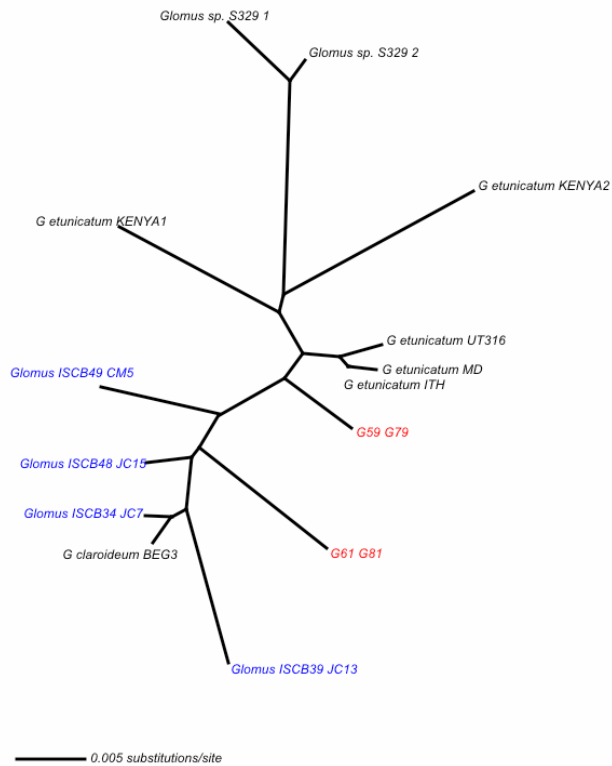 Glomus sp. S329 1
Glomus sp. S329 2
G etunicatum KENYA2
G etunicatum KENYA1
G etunicatum UT316
G etunicatum MD
Glomus ISCB49 CM5
G etunicatum ITH
G59 G79
Glomus ISCB48 JC15
Glomus ISCB34 JC7
G claroideum BEG3
G61 G81
Glomus ISCB39 JC13
0.005 substitutions/site